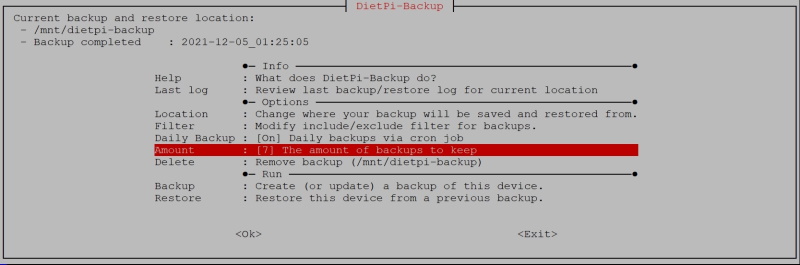 DietPi-Backup
Current backup and restore location:
- /mnt/dietpi-backup
- Backup completed : 2021-12-05_01:25:05
●─ Info ─●
Help : What does DietPi-Backup do?
Last log : Review last backup/restore log for current location
●─ Options ─●
Location : Change where your backup will be saved and restored from.
Filter : Modify include/exclude filter for backups.
Daily Backup : [On] Daily backups via cron job
Amount : [7] The amount of backups to keep
Delete : Remove backup (/mnt/dietpi-backup)
●─ Run ─●
Backup : Create (or update) a backup of this device.
Restore : Restore this device from a previous backup.
<Ok> <Exit>